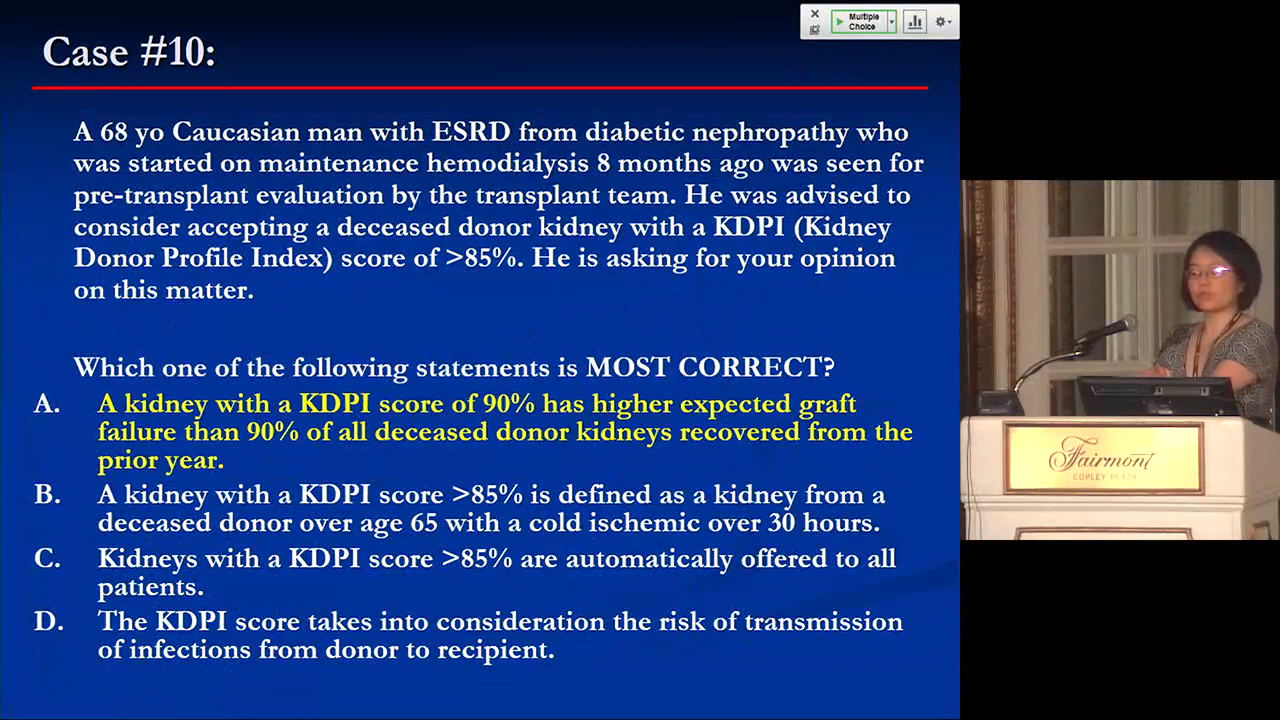 Multiple
Choice
Case #10:
A 68 yo Caucasian man with ESRD from diabetic nephropathy who
was started on maintenance hemodialysis 8 months ago was seen for
pre-transplant evaluation by the transplant team. He was advised to
consider accepting a deceased donor kidney with a KDPI (Kidney
Donor Profile Index) score of >85%. He is asking for your opinion
on this matter.
Which one of the following statements is MOST CORRECT?
A. A kidney with a KDPI score of 90% has higher expected graft
failure than 90% of all deceased donor kidneys recovered from the
prior year.
B. A kidney with a KDPI score >85% is defined as a kidney from a
deceased donor over age 65 with a cold ischemic over 30 hours.
C. Kidneys with a KDPI score >85% are automatically offered to all
patients.
D. The KDPI score takes into consideration the risk of transmission
of infections from donor to recipient.
Fairmont
COPLEY PLAZA